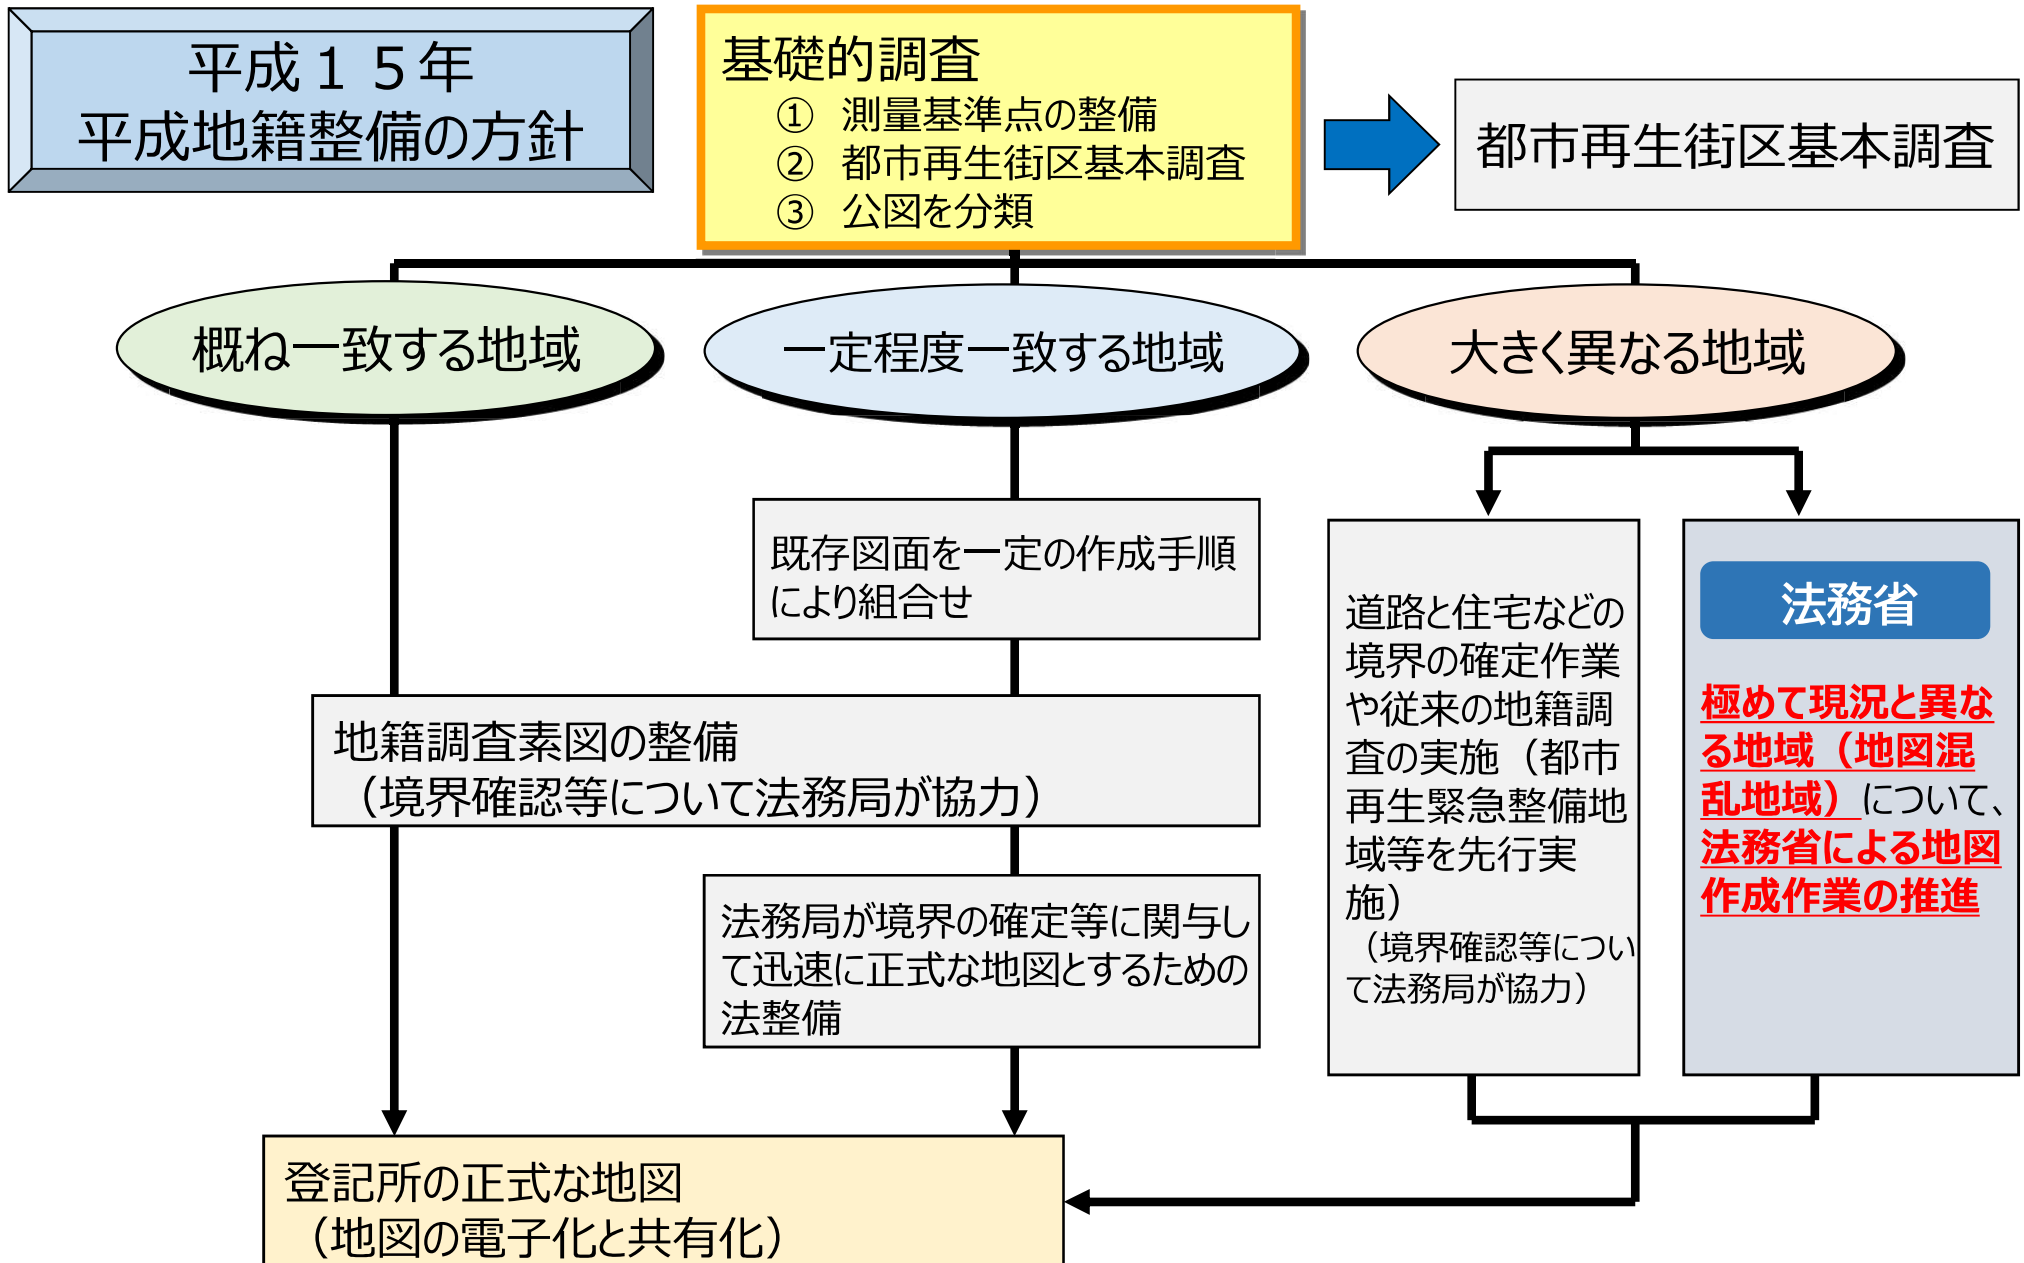 平成１５年
平成地籍整備の方針
基礎的調査
① 測量基準点の整備
② 都市再生街区基本調査
③ 公図を分類
都市再生街区基本調査
概ね一致する地域
一定程度一致する地域
大きく異なる地域
既存図面を一定の作成手順
により組合せ
地籍調査素図の整備
（境界確認等について法務局が協力）
法務局が境界の確定等に関与し
て迅速に正式な地図とするための
法整備
道路と住宅などの
境界の確定作業
や従来の地籍調
査の実施（都市
再生緊急整備地
域等を先行実
施）
（境界確認等につい
て法務局が協力）
法務省
極めて現況と異な
る地域（地図混
乱地域）について、
法務省による地図
作成作業の推進
登記所の正式な地図
（地図の電子化と共有化）